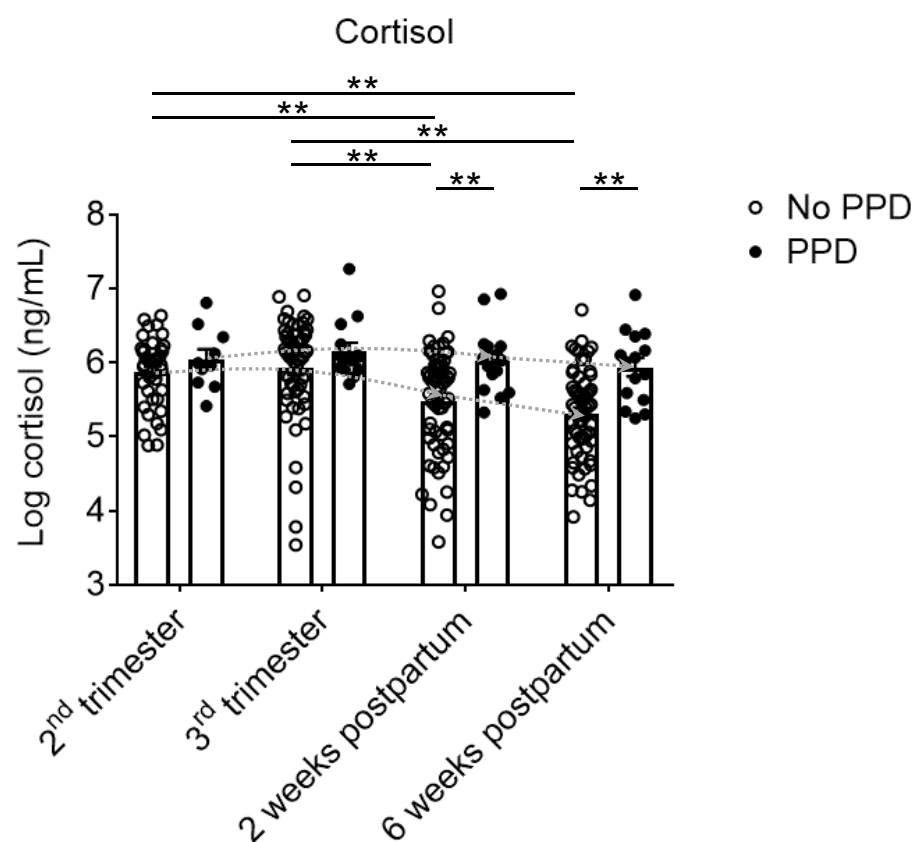 Cortisol
**
**
**
**
** **
No PPD
PPD
Log cortisol (ng/mL)
8
7
6
5
4
3
2nd trimester
3rd trimester
2 weeks postpartum
6 weeks postpartum